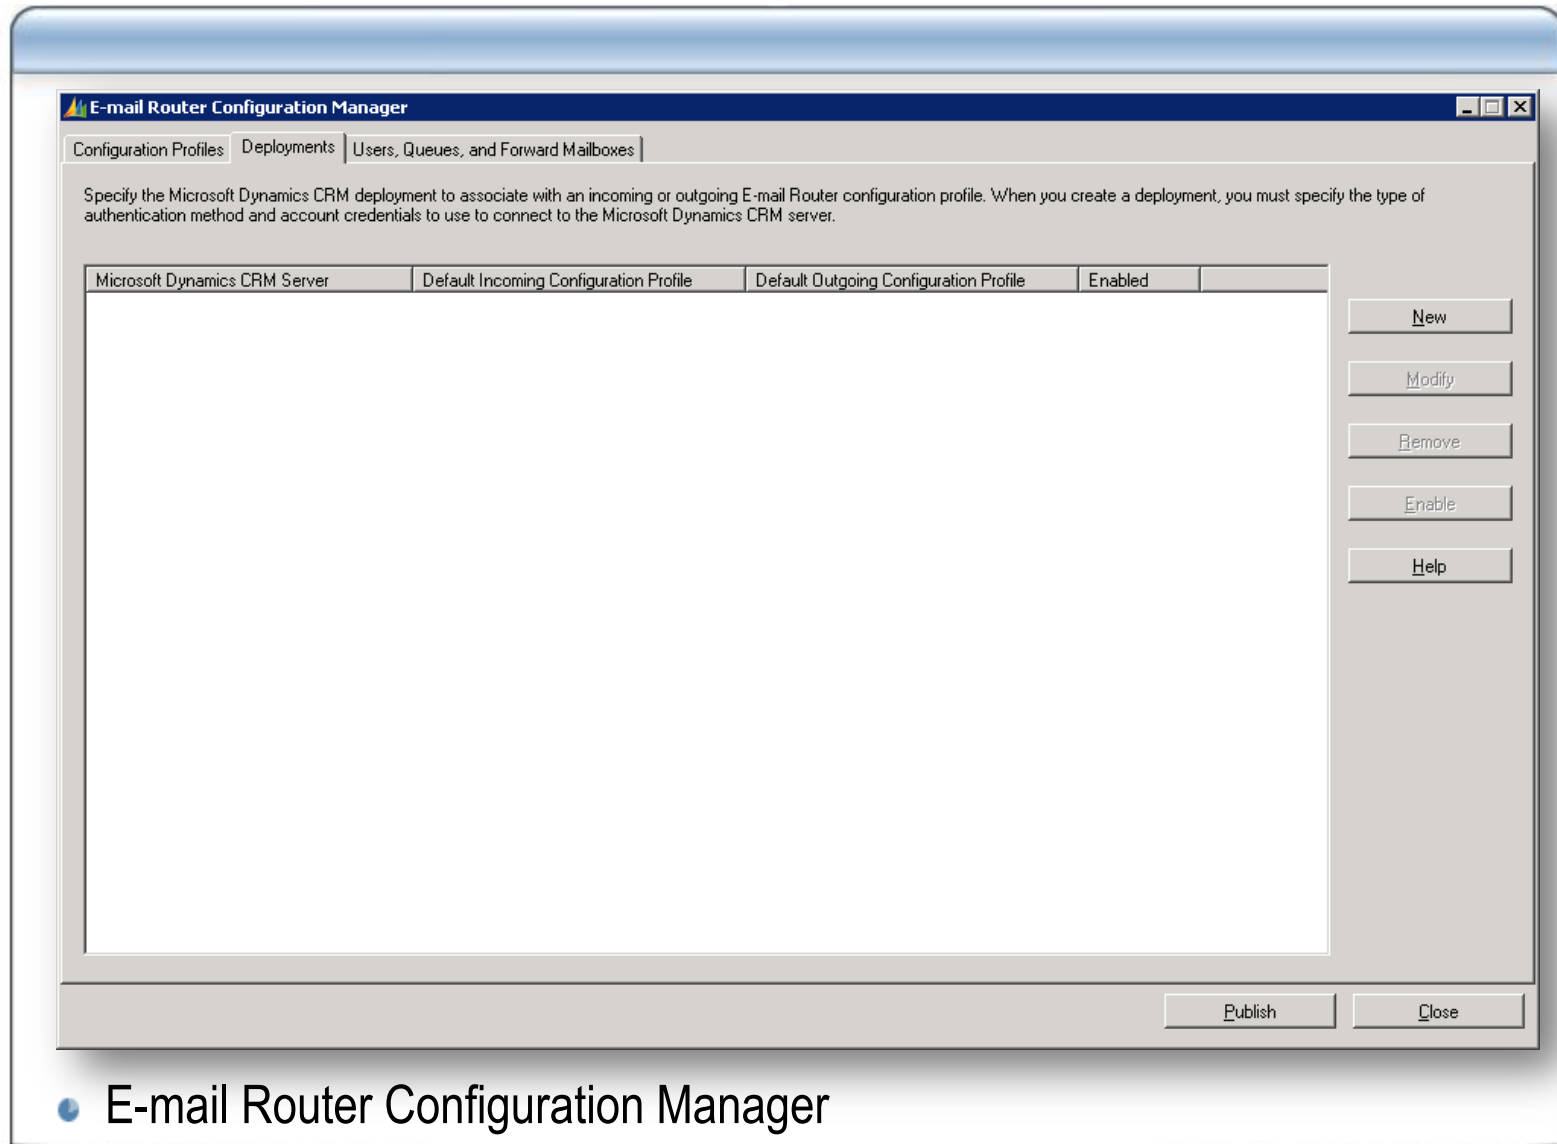 E-mail Router Configuration Manager
Configuration Profiles Deployments Users, Queues, and Forward Mailboxes
Specify the Microsoft Dynamics CRM deployment to associate with an incoming or outgoing E-mail Router configuration profile. When you create a deployment, you must specify the type of
authentication method and account credentials to use to connect to the Microsoft Dynamics CRM server.
Microsoft Dynamics CRM Server Default Incoming Configuration Profile Default Outgoing Configuration Profile Enabled
New
Modify
Remove
Enable
Help
Publish Close
E-mail Router Configuration Manager